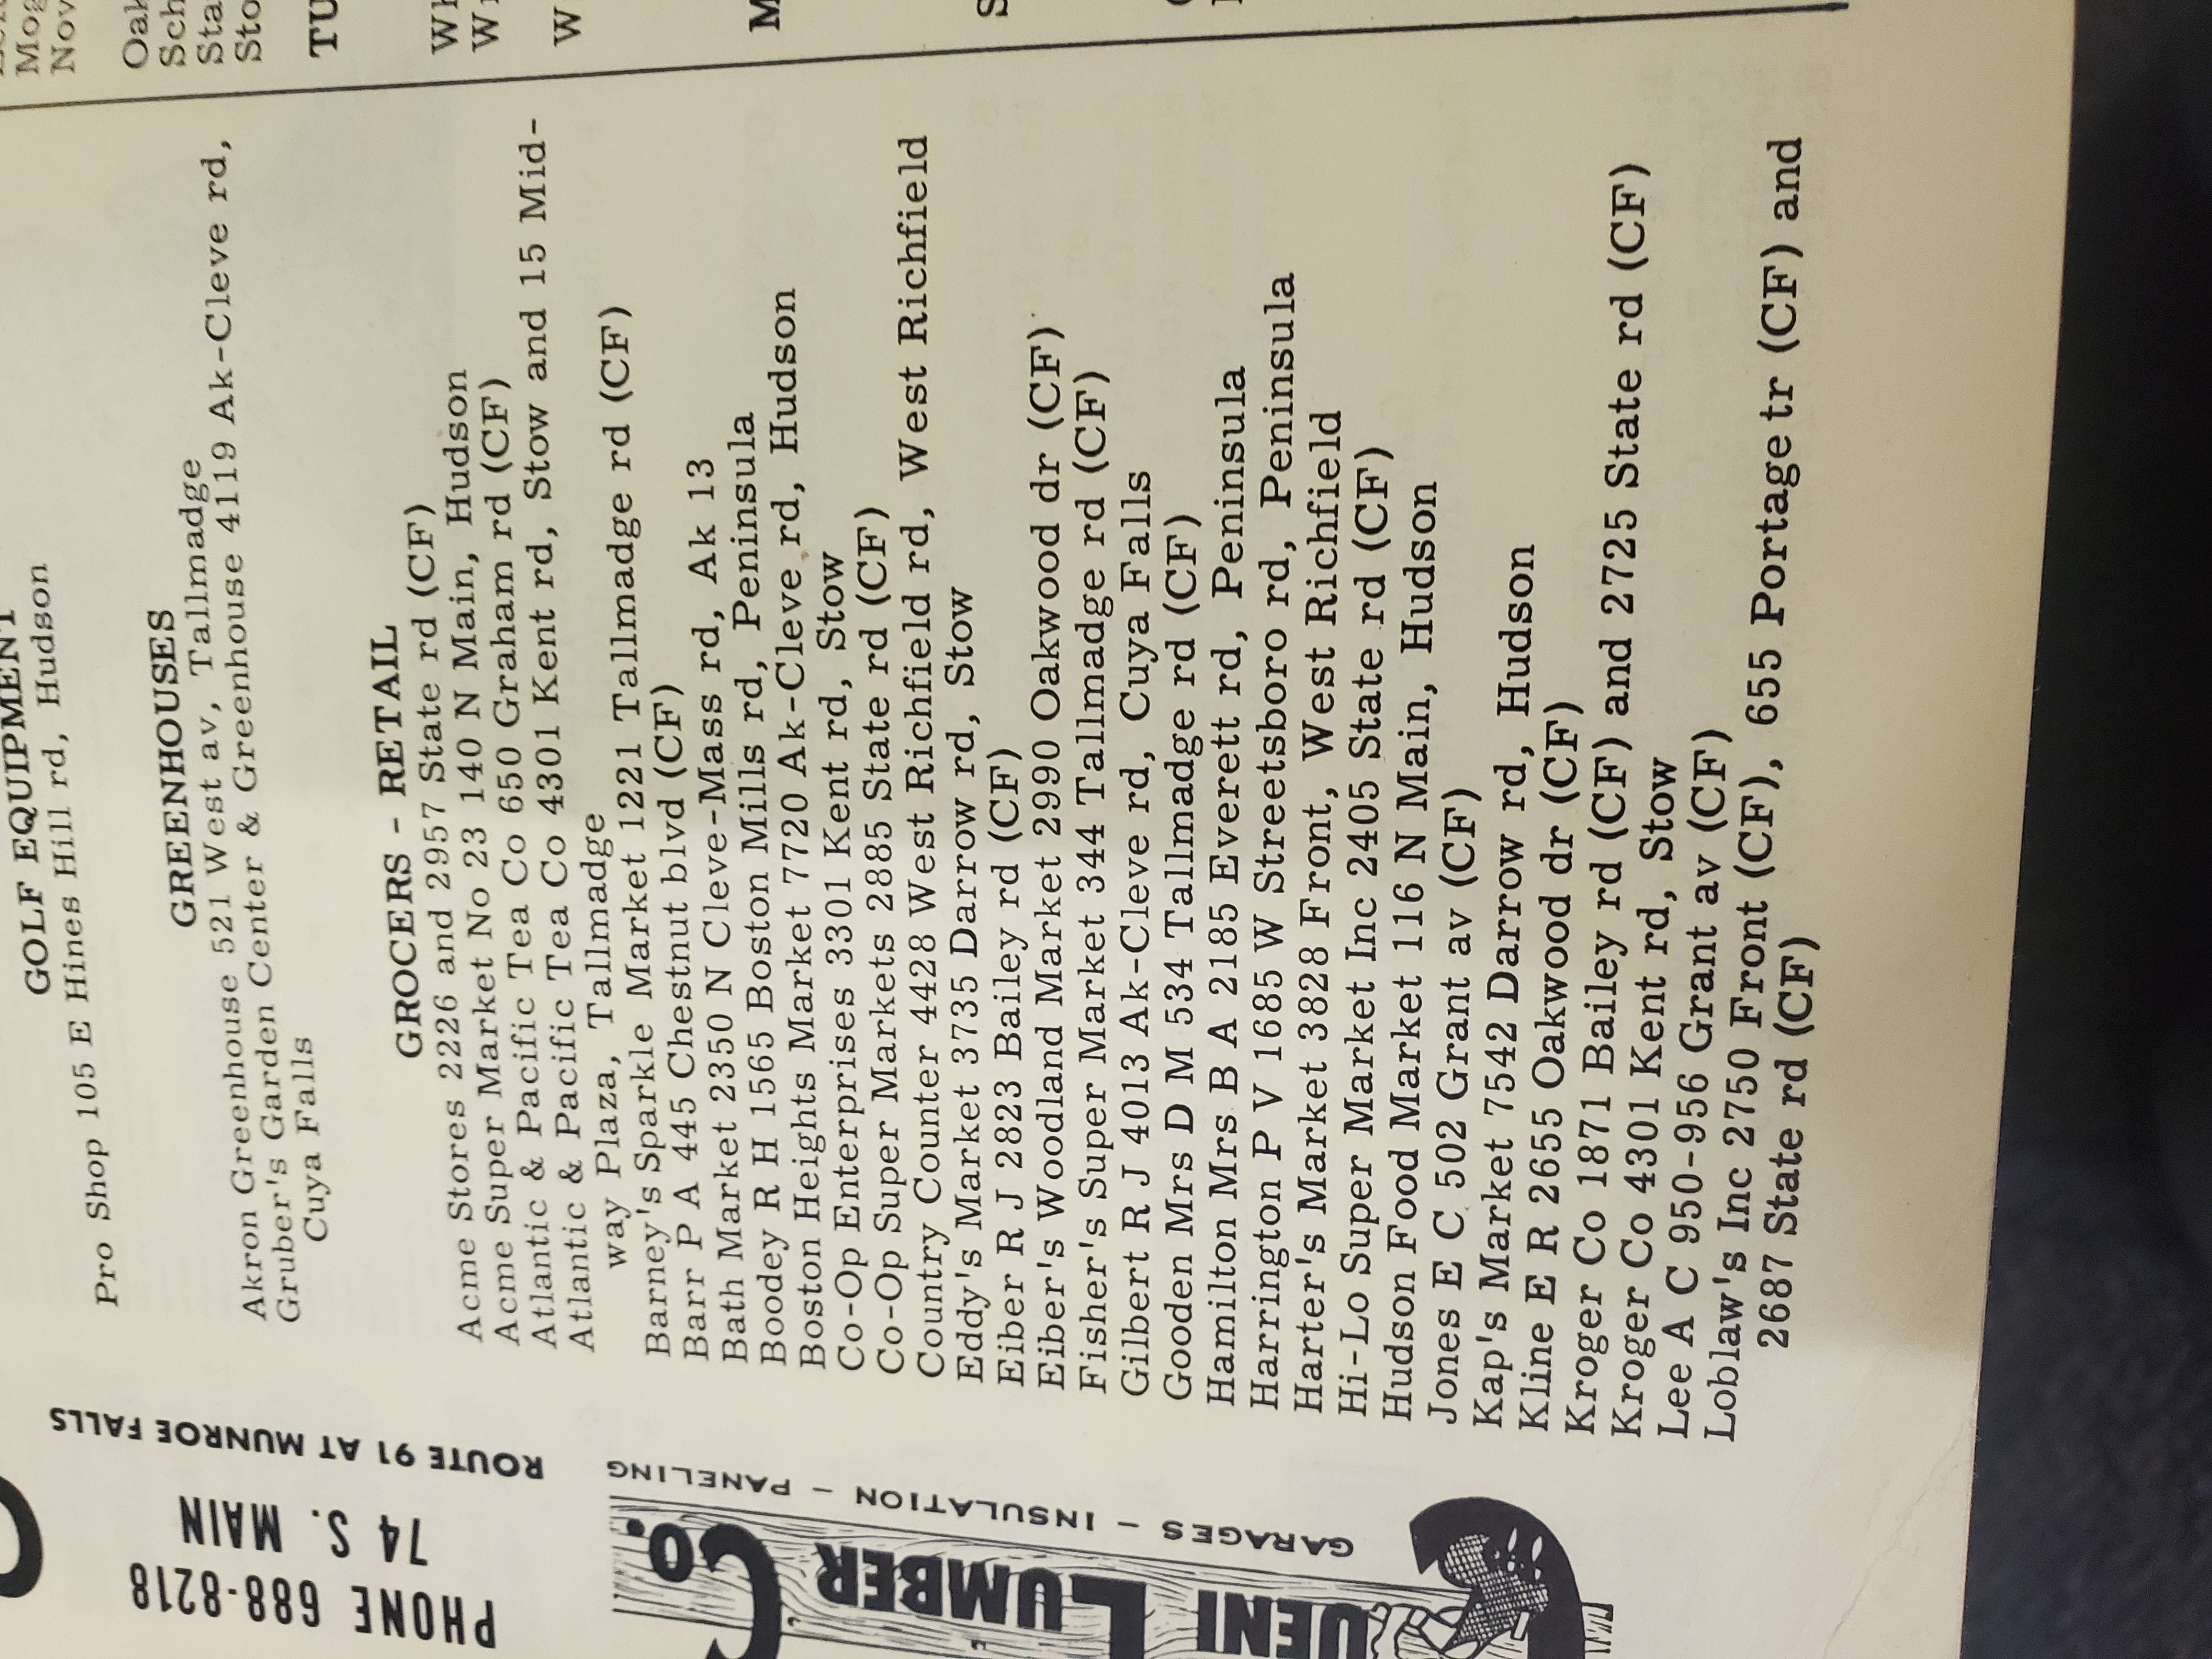 GOLF EQUIPMENT
Pro Shop 105 E Hines Hill rd, Hudson
GREENHOUSES
Akron Greenhouse 521 West av, Tallmadge
Gruber's Garden Center & Greenhouse 4119 Ak-Cleve rd,
Cuya Falls
GROCERS - RETAIL
Acme Stores 2226 and 2957 State rd (CF)
Acme Super Market No 23 140 N Main, Hudson
Atlantic & Pacific Tea Co 650 Graham rd (CF)
Atlantic & Pacific Tea Co 4301 Kent rd, Stow and 15 Mid-
way Plaza, Tallmadge
Barney's Sparkle Market 1221 Tallmadge rd (CF)
Barr P A 445 Chestnut blvd (CF)
Bath Market 2350 N Cleve-Mass rd, Ak 13
Boodey R H 1565 Boston Mills rd, Peninsula
Boston Heights Market 7720 Ak-Cleve rd, Hudson
Co-Op Enterprises 3301 Kent rd, Stow
Co-Op Super Markets 2885 State rd (CF)
Country Counter 4428 West Richfield rd, West Richfield
Eddy's Market 3735 Darrow rd, Stow
Eiber R J 2823 Bailey rd (CF)
Eiber's Woodland Market 2990 Oakwood dr (CF)
Fisher's Super Market 344 Tallmadge rd (CF)
Gilbert R J 4013 Ak-Cleve rd, Cuya Falls
Gooden Mrs D M 534 Tallmadge rd (CF)
Hamilton Mrs B A 2185 Everett rd, Peninsula
Harrington P V 1685 W Streetsboro rd, Peninsula
Harter's Market 3828 Front, West Richfield
Hi-Lo Super Market Inc 2405 State rd (CF)
Hudson Food Market 116 N Main, Hudson
Jones E C 502 Grant av (CF)
Kap's Market 7542 Darrow rd, Hudson
Kline E R 2655 Oakwood dr (CF)
Kroger Co 1871 Bailey rd (CF) and 2725 State rd (CF)
Kroger Co 4301 Kent rd, Stow
Lee A C 950-956 Grant av (CF)
Loblaw's Inc 2750 Front (CF), 655 Portage tr (CF) and
2687 State rd (CF)
Mog
Nov
Oak
Sch
Sta
Sto
TU
W
M
S
LUMBER CO.
GARAGES - INSULATION - PANELING
PHONE 688-8218
74 S. MAIN
ROUTE 91 AT MUNROE FALLS